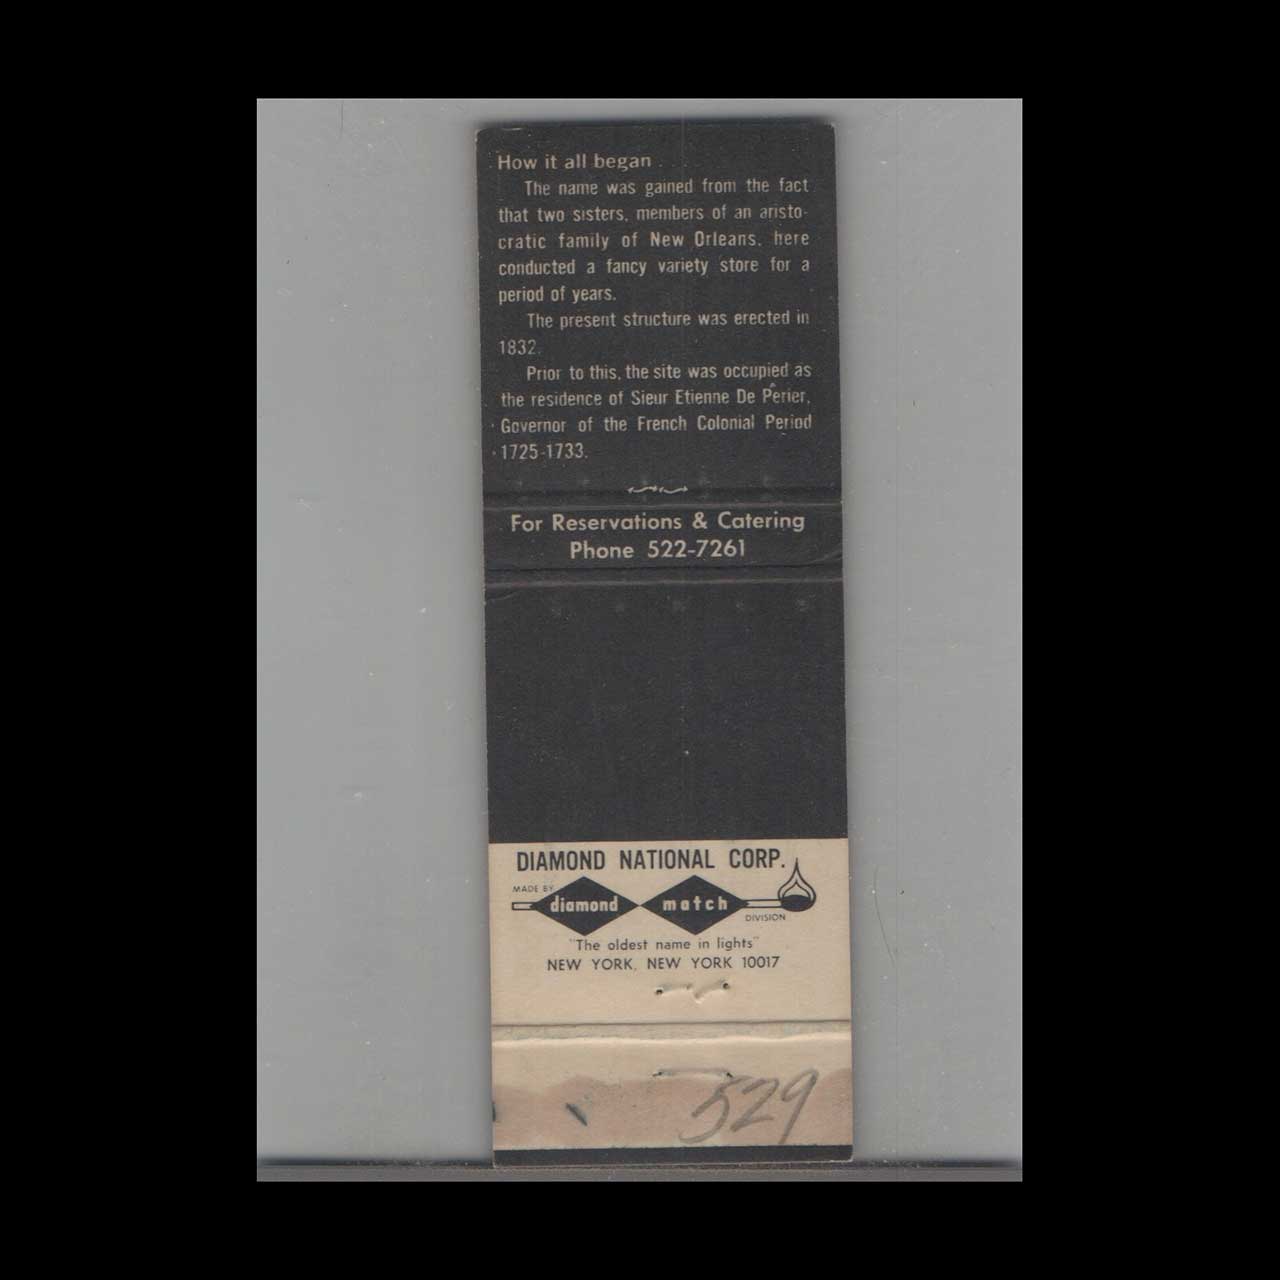 How it all began . . . .
The name was gained from the fact
that two sisters, members of an aristo-
cratic family of New Orleans, here
conducted a fancy variety store for a
period of years.
The present structure was erected in
1832.
Prior to this, the site was occupied as
the residence of Sieur Etienne De Perier,
Governor of the French Colonial Period
1725-1733.
For Reservations & Catering
Phone 522-7261
DIAMOND NATIONAL CORP.
MADE BY
diamond match
DIVISION
"The oldest name in lights"
NEW YORK, NEW YORK 10017
529